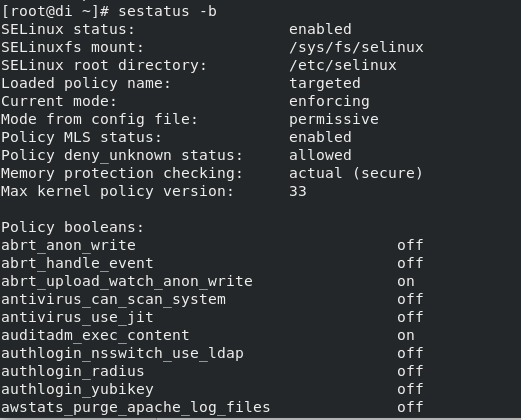 [root@di ~]# sestatus -b
SELinux status: enabled
SELinuxfs mount: /sys/fs/selinux
SELinux root directory: /etc/selinux
Loaded policy name: targeted
Current mode: enforcing
Mode from config file: permissive
Policy MLS status: enabled
Policy deny_unknown status: allowed
Memory protection checking: actual (secure)
Max kernel policy version: 33

Policy booleans:
abrt_anon_write off
abrt_handle_event off
abrt_upload_watch_anon_write on
antivirus_can_scan_system off
antivirus_use_jit off
auditadm_exec_content on
authlogin_nsswitch_use_ldap off
authlogin_radius off
authlogin_yubikey off
awstats_purge_apache_log_files off